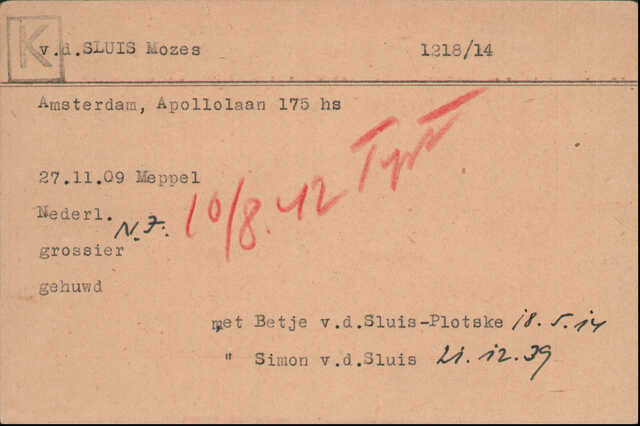 K
v.d.SLUIS Mozes 1218/14
Amsterdam, Apollolaan 175 hs
27.11.09 Meppel
Nederl.
N.J. 10/8.42
grossier
gehuwd
met Betje v.d.Sluis-Plotske 18.5.14
" Simon v.d.Sluis 21.12.39